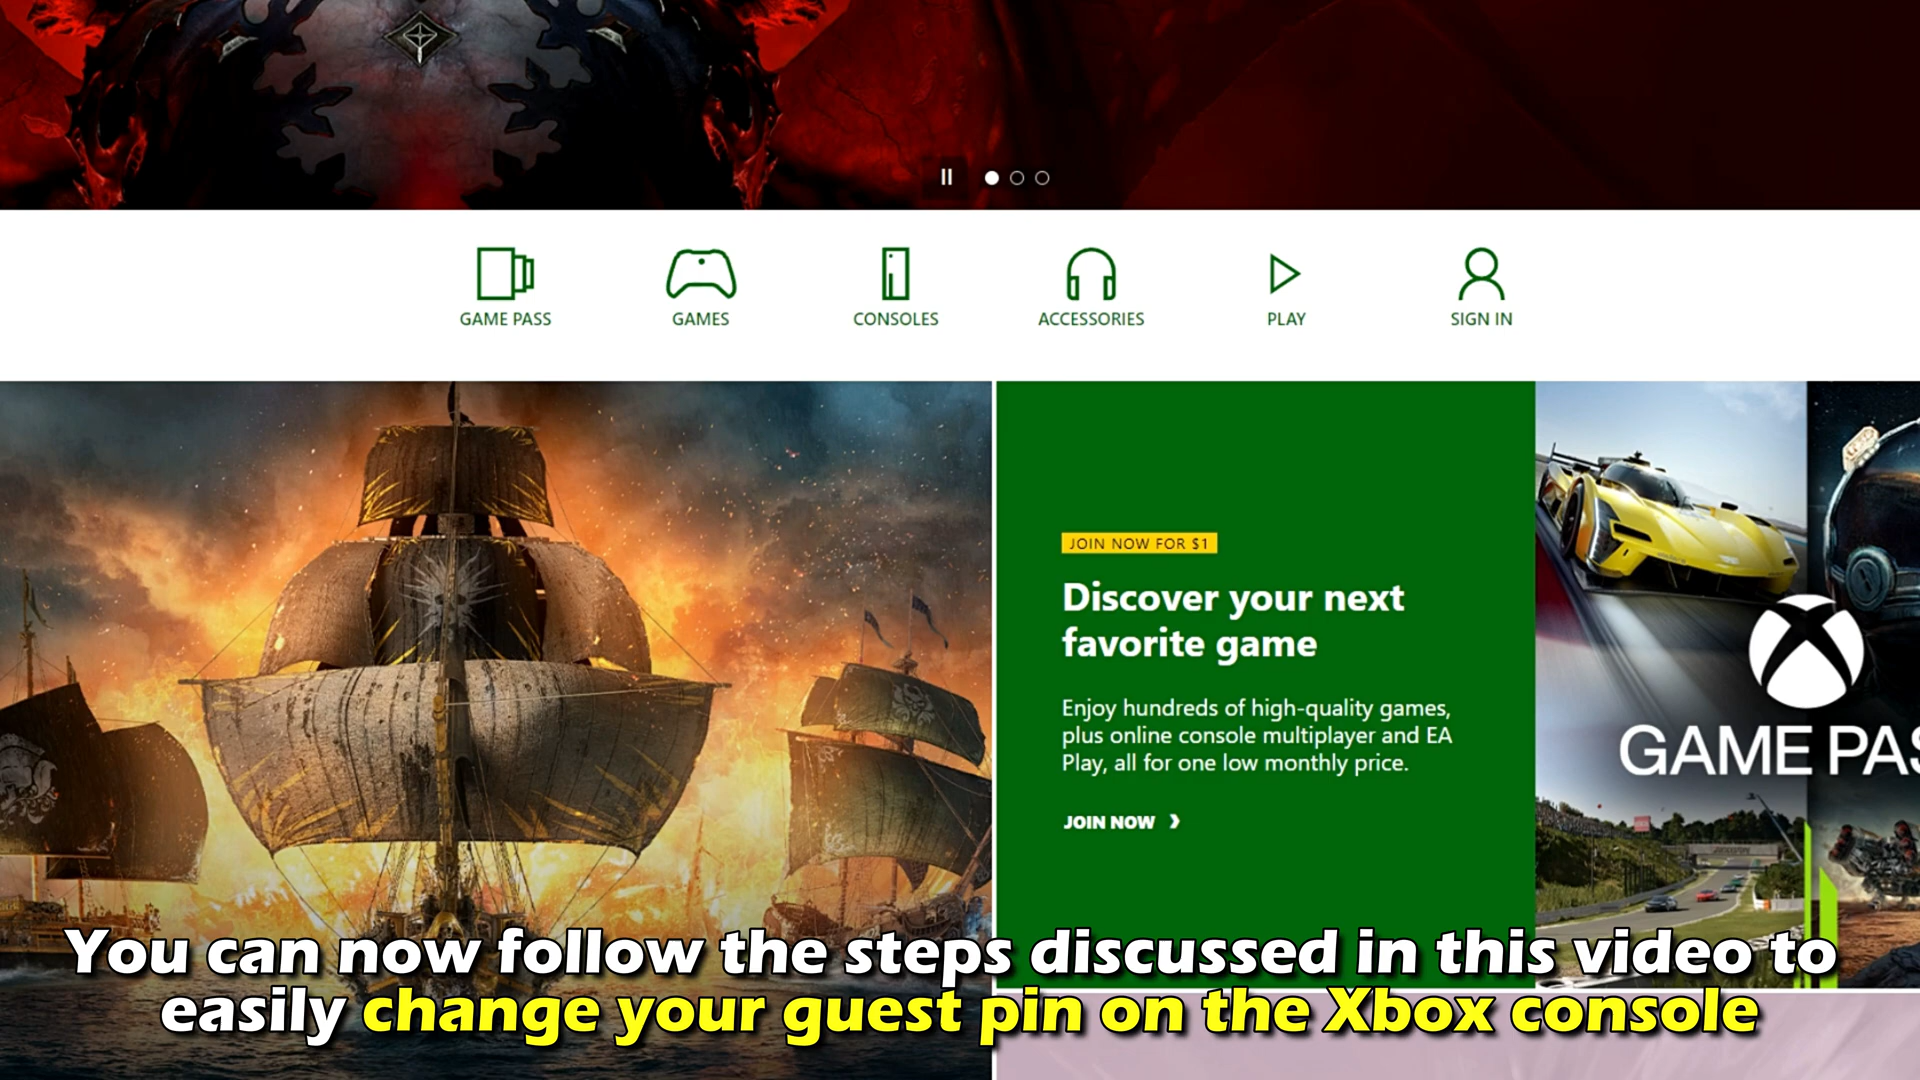 GAME PASS
GAMES
CONSOLES
ACCESSORIES
PLAY
SIGN IN
JOIN NOW FOR $1
Discover your next
favorite game
Enjoy hundreds of high-quality games,
plus online console multiplayer and EA
Play, all for one low monthly price.
JOIN NOW
GAME PAS
You can now follow the steps discussed in this video to
easily change your guest pin on the Xbox console